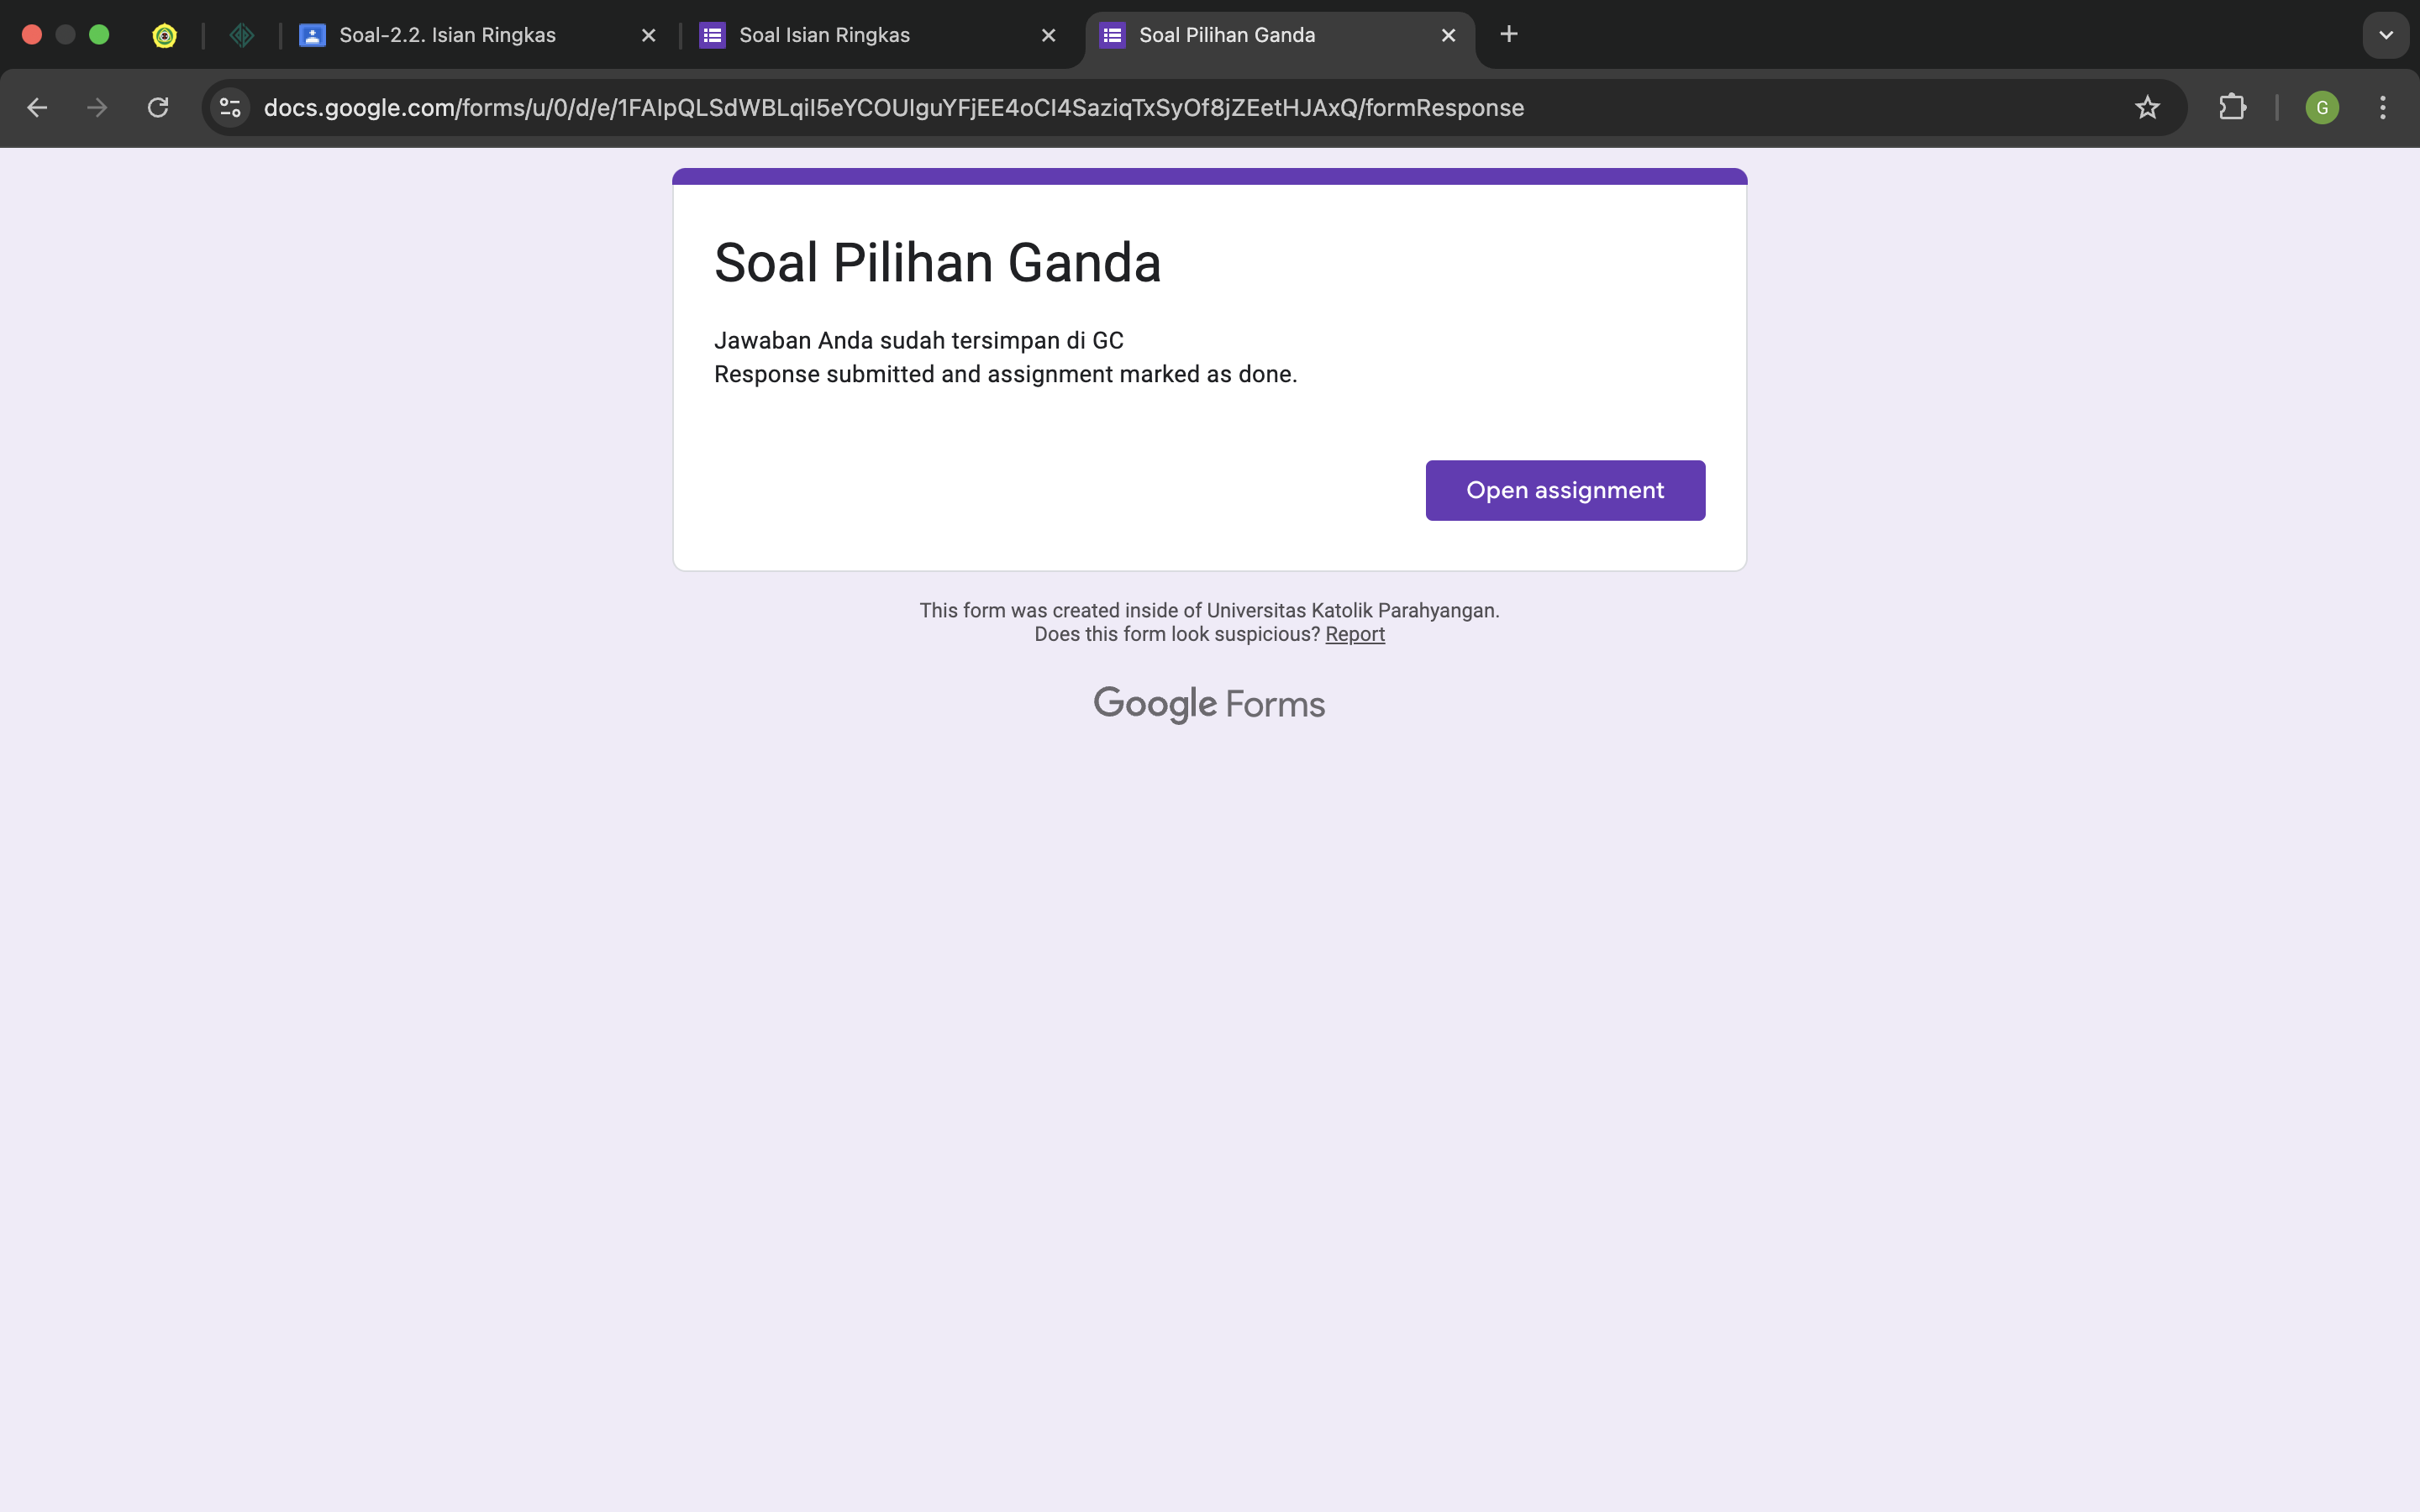 Soal-2.2. Isian Ringkas
Soal Isian Ringkas
Soal Pilihan Ganda
docs.google.com/forms/u/0/d/e/1FAIpQLSdWBLqiI5eYCOUIguYFjEE4oCI4SaziqTxSyOf8jZEetHJAxQ/formResponse
G
Soal Pilihan Ganda
Jawaban Anda sudah tersimpan di GC
Response submitted and assignment marked as done.
Open assignment
This form was created inside of Universitas Katolik Parahyangan.
Does this form look suspicious? Report
Google Forms